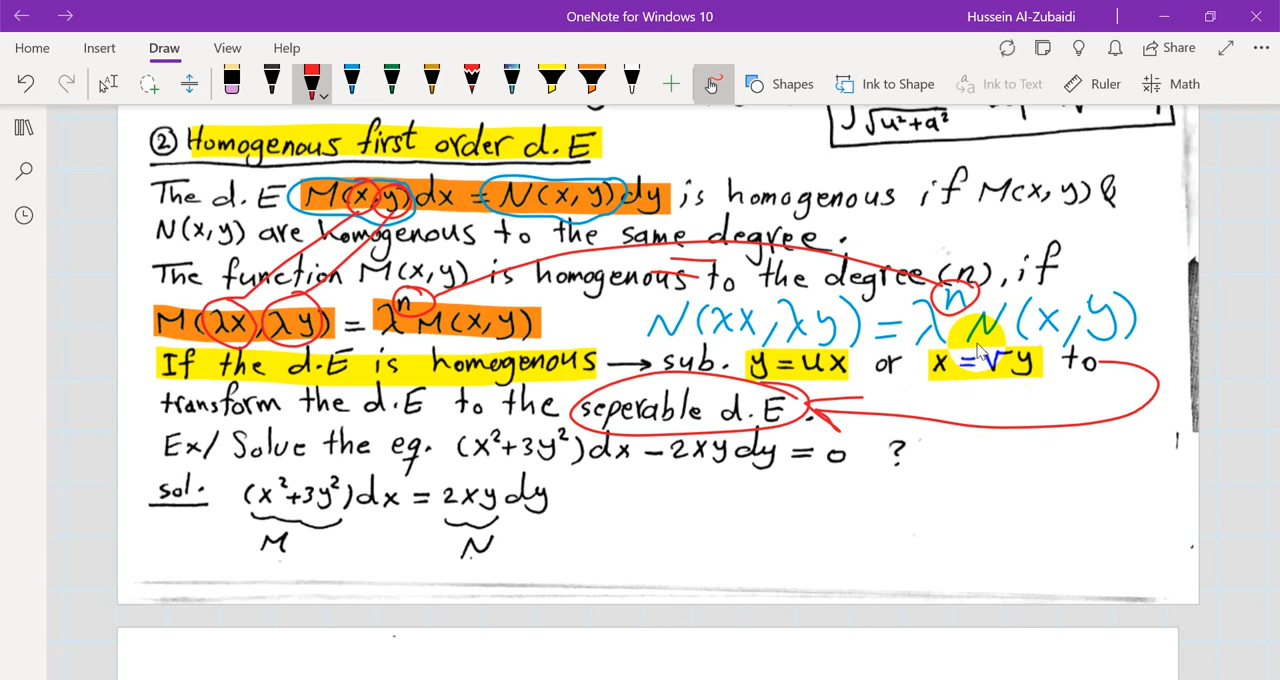 OneNote for Windows 10
Hussein Al-Zubaidi
Home Insert Draw View Help Share
Shapes Ink to Shape Ink to Text Ruler Math
∫ √u²+a²
② Homogenous first order d.E
The d.E M(x,y)dx = N(x,y)dy is homogenous if M(x,y) &
N(x,y) are homogenous to the same degree.
The function M(x,y) is homogenous to the degree (n), if
M(λx,λy) = λⁿ M(x,y) N(λx,λy) = λⁿ N(x,y)
If the d.E is homogenous → sub. y = ux or x = vy to
transform the d.E to the seperable d.E.
Ex/ Solve the eq. (x²+3y²)dx - 2xydy = 0 ?
sol. (x²+3y²)dx = 2xydy
M N